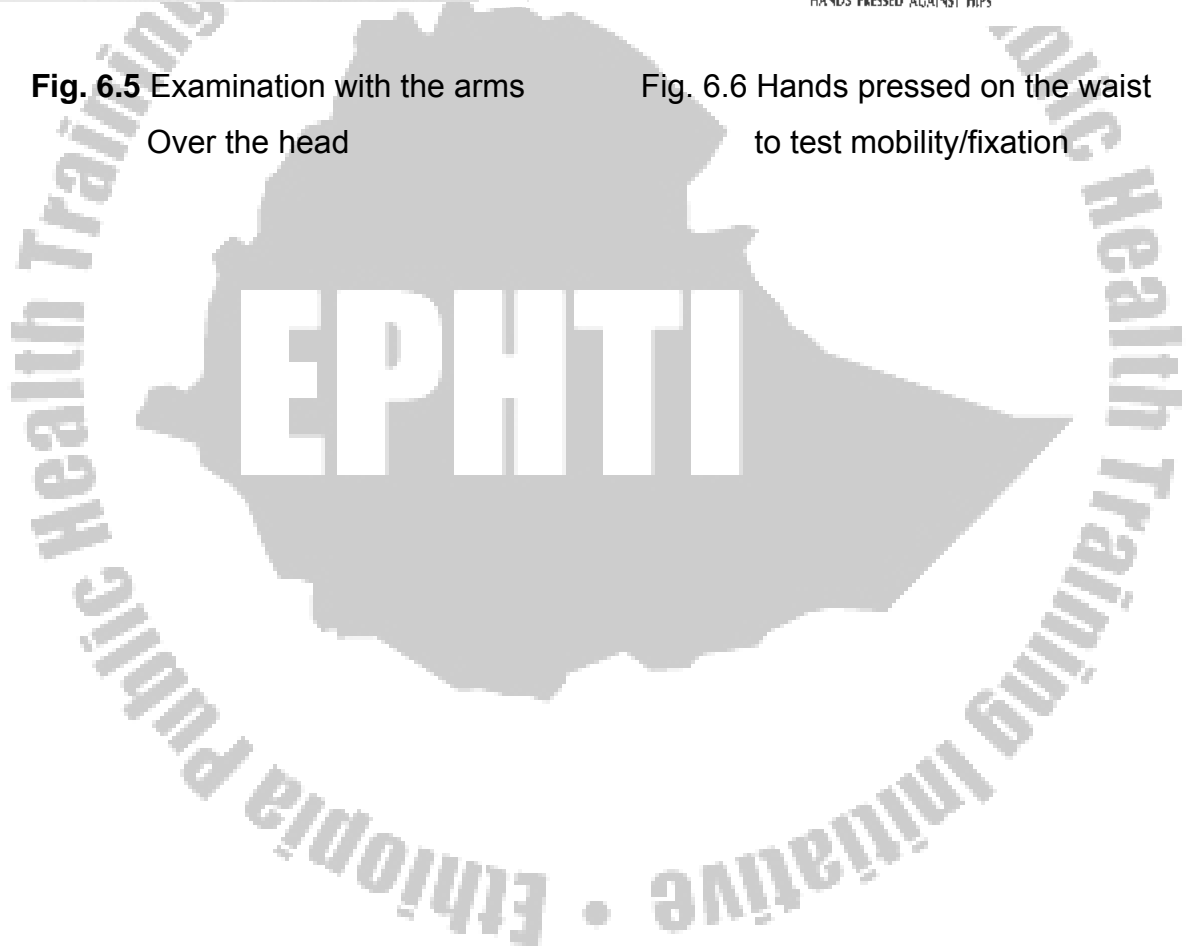 HANDS PRESSED AGAINST HIPS
Fig. 6.5 Examination with the arms
Over the head
Fig. 6.6 Hands pressed on the waist
to test mobility/fixation
EPHTI
Ethiopia Public Health Training Initiative •